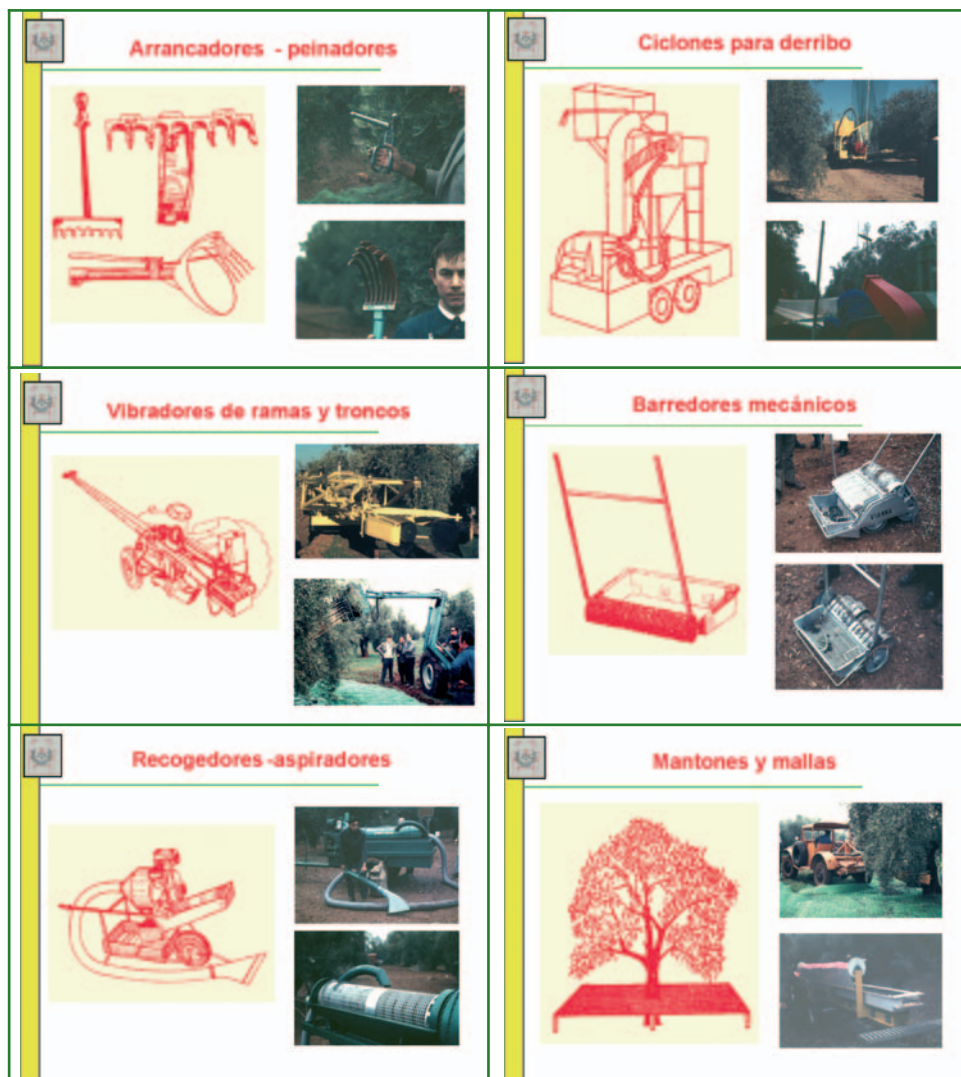 Arrancadores - peinadores
Ciclones para derribo
Vibradores de ramas y troncos
Barredores mecánicos
Recogedores -aspiradores
Mantones y mallas